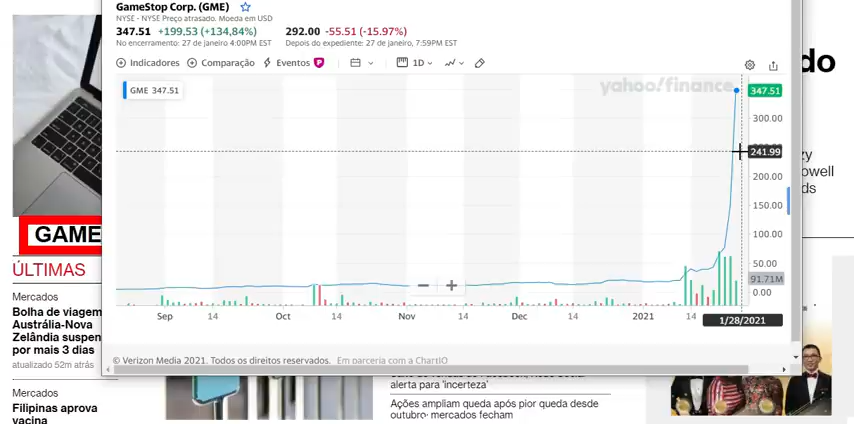 GameStop Corp. (GME)
NYSE - NYSE Preço atrasado. Moeda em USD
347.51 +199,53 (+134,84%)
292.00 -55.51 (-15.97%)
No encerramento: 27 de janeiro 4:00PM EST
Depois do expediente: 27 de janeiro, 7:59PM EST
Indicadores
Comparação
Eventos P
1D
yahoo!finance
GME 347.51
347.51
300.00
241.99
200.00
150.00
100.00
50.00
91.71M
0.00
Sep 14 Oct 14 Nov 14 Dec 14 2021 14
1/28/2021
© Verizon Media 2021. Todos os direitos reservados. Em parceria com a ChartIQ
do
owell
ds
GAME
ÚLTIMAS
Mercados
Bolha de viagem
Austrália-Nova
Zelândia suspen
por mais 3 dias
atualizado 52m atrás
Mercados
Filipinas aprova
vacina
alerta para 'incerteza'
Ações ampliam queda após pior queda desde
outubro· mercados fecham